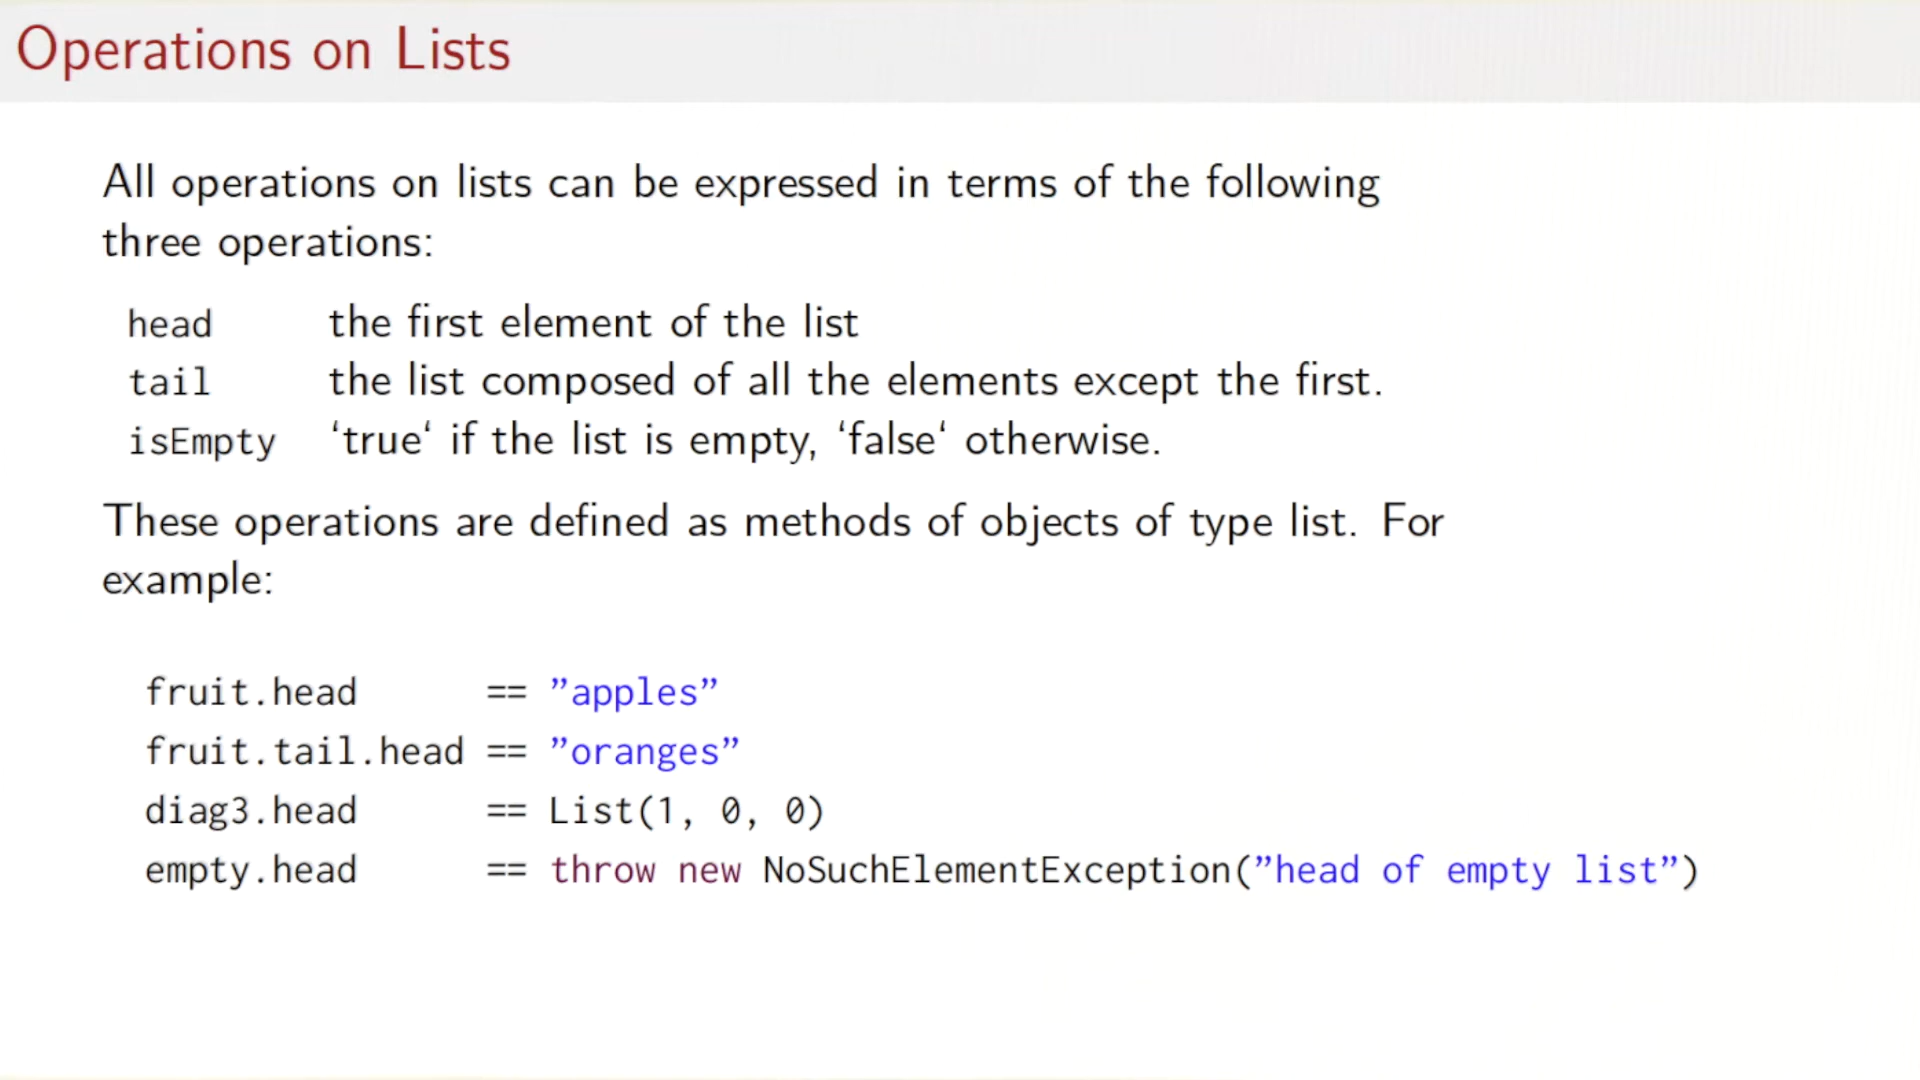 Operations on Lists
All operations on lists can be expressed in terms of the following
three operations:
head the first element of the list
tail the list composed of all the elements except the first.
isEmpty ‘true‘ if the list is empty, ‘false‘ otherwise.
These operations are defined as methods of objects of type list. For
example:
fruit.head == ”apples”
fruit.tail.head == ”oranges”
diag3.head == List(1, 0, 0)
empty.head == throw new NoSuchElementException(”head of empty list”)